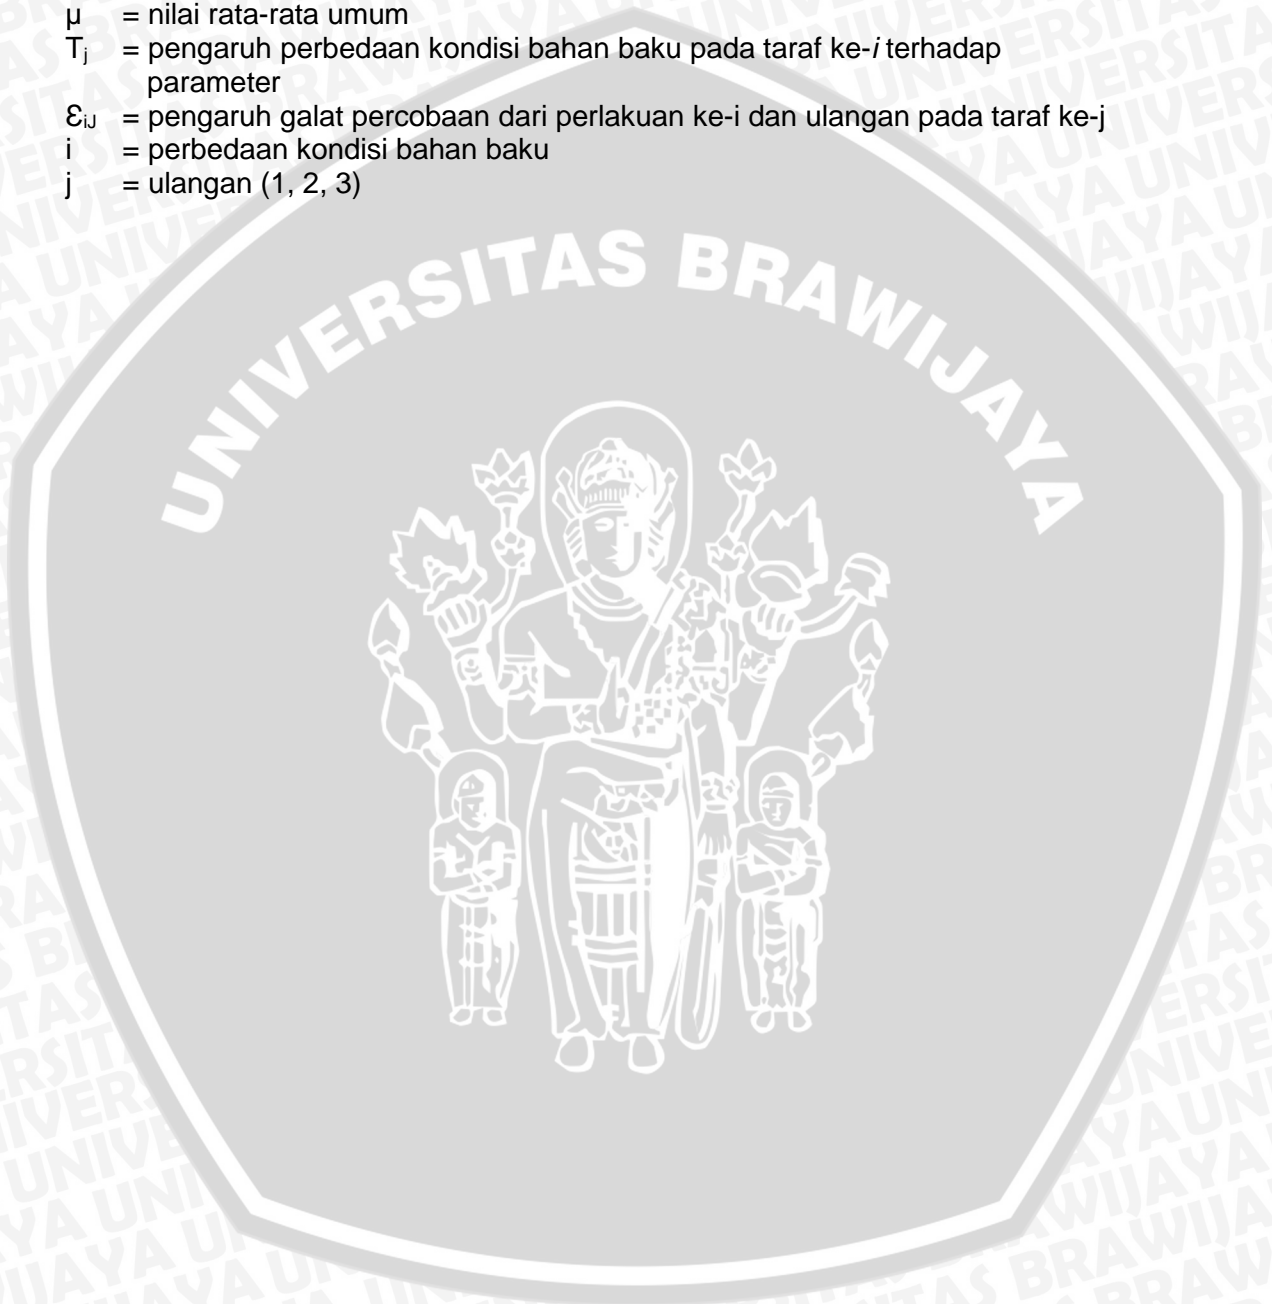 μ = nilai rata-rata umum
Tj = pengaruh perbedaan kondisi bahan baku pada taraf ke-i terhadap
parameter
ƐiJ = pengaruh galat percobaan dari perlakuan ke-i dan ulangan pada taraf ke-j
i = perbedaan kondisi bahan baku
j = ulangan (1, 2, 3)
UNIVERSITAS BRAWIJAYA